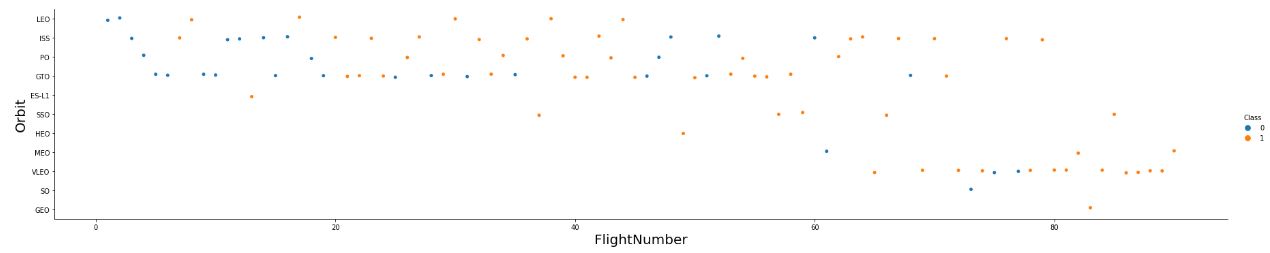 LEO
ISS
PO
GTO
ES-L1
SSO
HEO
MEO
VLEO
SO
GEO
Orbit
0 20 40 60 80
FlightNumber
Class
0
1